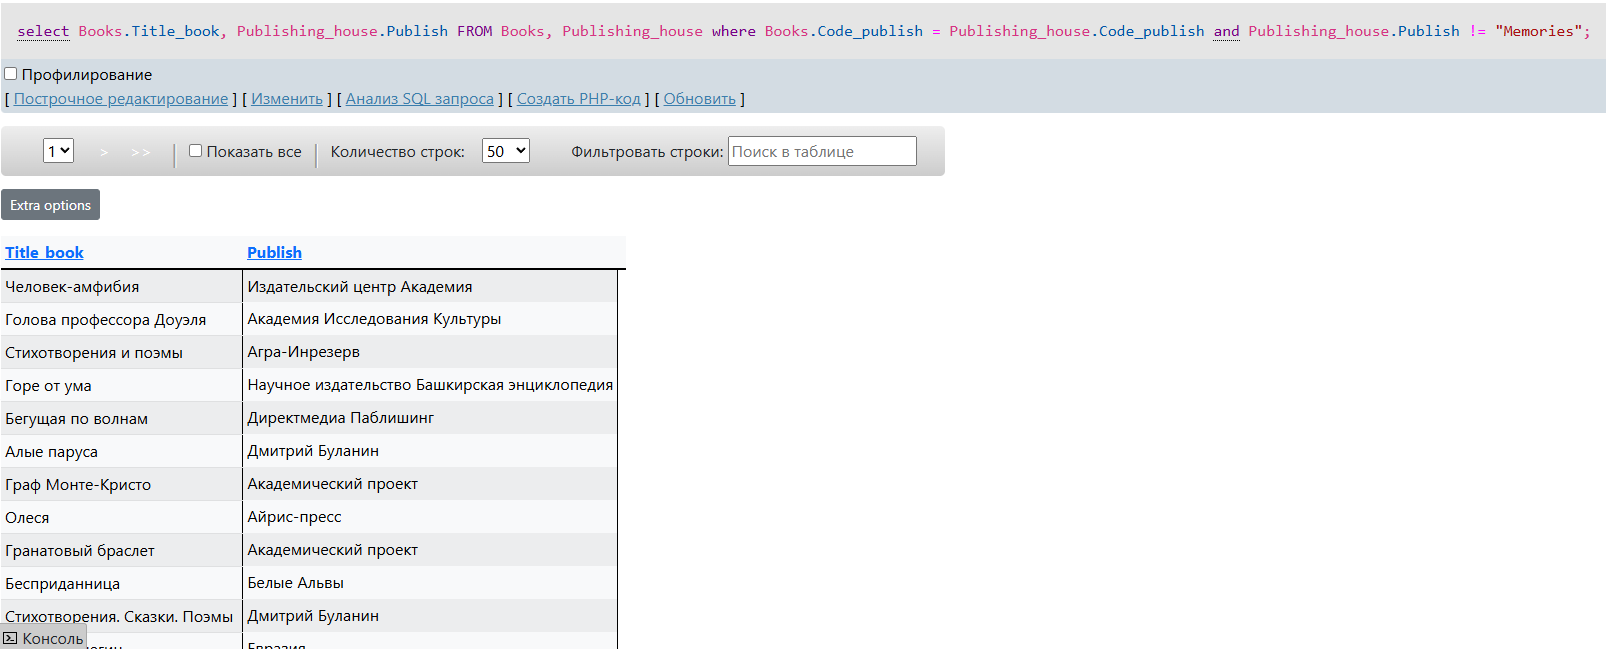 select Books.Title_book, Publishing_house.Publish FROM Books, Publishing_house where Books.Code_publish = Publishing_house.Code_publish and Publishing_house.Publish != "Memories";
Профилирование
[ Построчное редактирование ] [ Изменить ] [ Анализ SQL запроса ] [ Создать PHP-код ] [ Обновить ]
1 > >> | Показать все | Количество строк: 50 Фильтровать строки: Поиск в таблице
Extra options
Title_book Publish
Человек-амфибия Издательский центр Академия
Голова профессора Доуэля Академия Исследования Культуры
Стихотворения и поэмы Агра-Инрезерв
Горе от ума Научное издательство Башкирская энциклопедия
Бегущая по волнам Директмедиа Паблишинг
Алые паруса Дмитрий Буланин
Граф Монте-Кристо Академический проект
Олеся Айрис-пресс
Гранатовый браслет Академический проект
Бесприданница Белые Альвы
Стихотворения. Сказки. Поэмы Дмитрий Буланин
Консоль Евразия